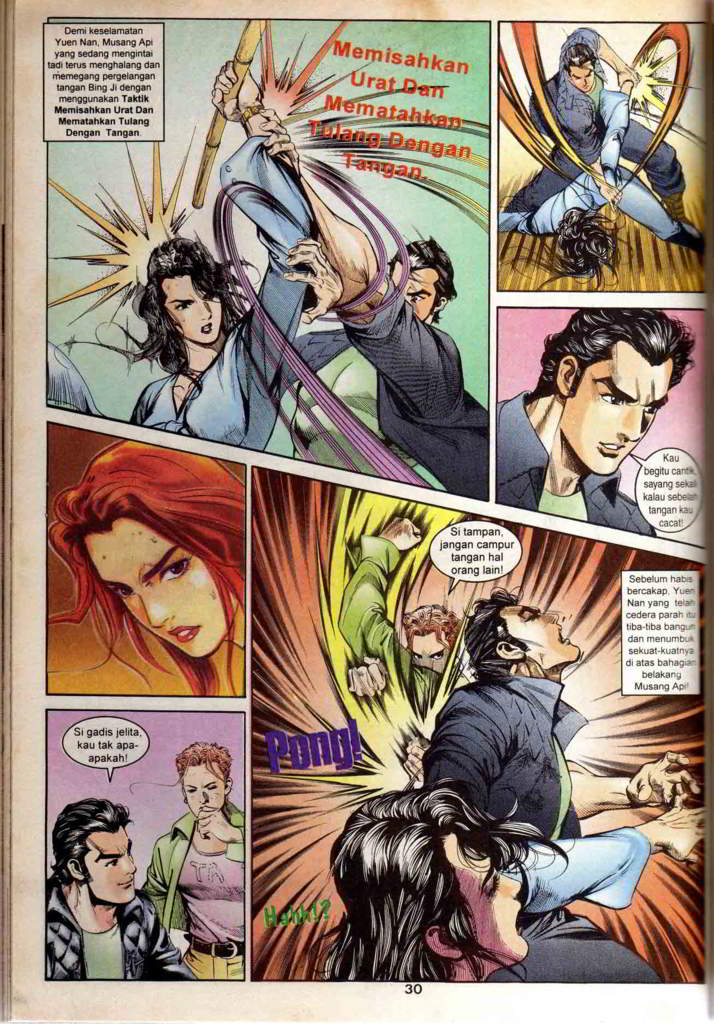 Demi keselamatan
Yuen Nan, Musang Api
yang sedang mengintai
tadi terus menghalang dan
memegang pergelangan
tangan Bing Ji dengan
menggunakan Taktik
Memisahkan Urat Dan
Mematahkan Tulang
Dengan Tangan.
Memisahkan
Urat Dan
Mematahkan
Tulang Dengan
Tangan.
Kau
begitu cantik,
sayang sekali
kalau sebelah
tangan kau
cacat!
Si tampan,
jangan campur
tangan hal
orang lain!
Sebelum habis
bercakap, Yuen
Nan yang telah
cedera parah itu
tiba-tiba bangun
dan menumbuk
sekuat-kuatnya
di atas bahagian
belakang
Musang Api!
Pong!
Si gadis jelita,
kau tak apa-
apakah!
TA
Hahh!?
30